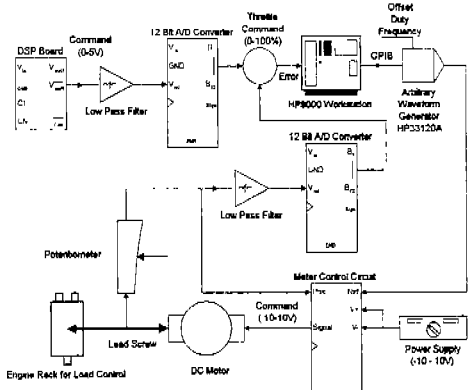 Offset
Duty
Frequency
12 Bit A/D Converter
Throttle
Command
(0-100%)
Command
(0-5V)
DSP Board
GND
Low Pass Filter
Error
GPIB
HP9000 Workstation
Arbitrary
Waveform
Generator
HP33120A
12 Bit A/D Converter
GND
Low Pass Filter
Potentiometer
Motor Control Circuit
Command
(-10-10V)
Signal
V+
V-
Lead Screw
DC Motor
Power Supply
(-10 - 10V)
Engine Rack for Load Control